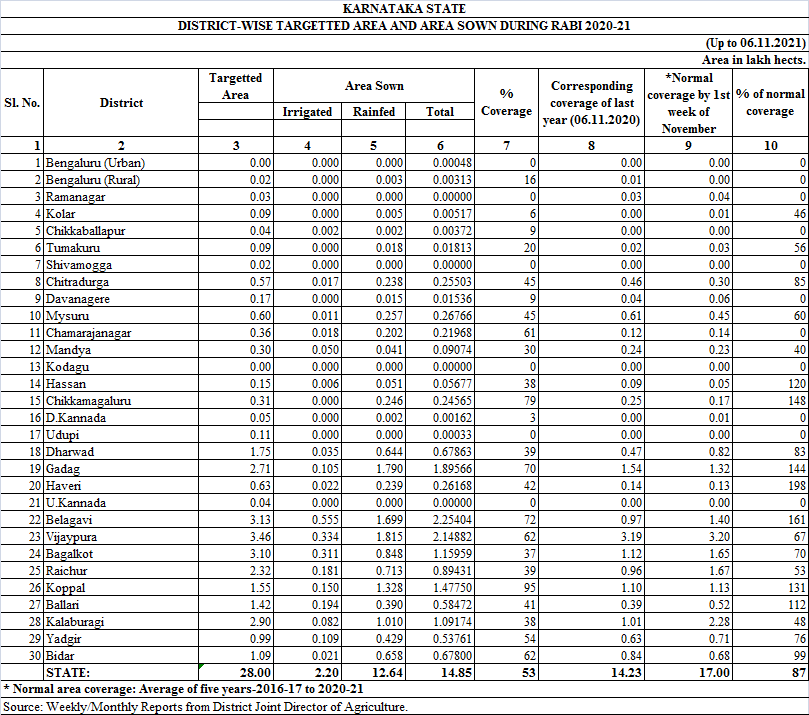 KARNATAKA STATE
DISTRICT-WISE TARGETTED AREA AND AREA SOWN DURING RABI 2020-21
(Up to 06.11.2021)
Area in lakh hects.
Sl. No. District Targetted Area Area Sown % Coverage Corresponding coverage of last year (06.11.2020) *Normal coverage by 1st week of November % of normal coverage
Irrigated Rainfed Total
1 2 3 4 5 6 7 8 9 10
1 Bengaluru (Urban) 0.00 0.000 0.000 0.00048 0 0.00 0.00 0
2 Bengaluru (Rural) 0.02 0.000 0.003 0.00313 16 0.01 0.00 0
3 Ramanagar 0.03 0.000 0.000 0.00000 0 0.03 0.04 0
4 Kolar 0.09 0.000 0.005 0.00517 6 0.00 0.01 46
5 Chikkaballapur 0.04 0.002 0.002 0.00372 9 0.00 0.00 0
6 Tumakuru 0.09 0.000 0.018 0.01813 20 0.02 0.03 56
7 Shivamogga 0.02 0.000 0.000 0.00000 0 0.00 0.00 0
8 Chitradurga 0.57 0.017 0.238 0.25503 45 0.46 0.30 85
9 Davanagere 0.17 0.000 0.015 0.01536 9 0.04 0.06 0
10 Mysuru 0.60 0.011 0.257 0.26766 45 0.61 0.45 60
11 Chamarajanagar 0.36 0.018 0.202 0.21968 61 0.12 0.14 0
12 Mandya 0.30 0.050 0.041 0.09074 30 0.24 0.23 40
13 Kodagu 0.00 0.000 0.000 0.00000 0 0.00 0.00 0
14 Hassan 0.15 0.006 0.051 0.05677 38 0.09 0.05 120
15 Chikkamagaluru 0.31 0.000 0.246 0.24565 79 0.25 0.17 148
16 D.Kannada 0.05 0.000 0.002 0.00162 3 0.00 0.01 0
17 Udupi 0.11 0.000 0.000 0.00033 0 0.00 0.00 0
18 Dharwad 1.75 0.035 0.644 0.67863 39 0.47 0.82 83
19 Gadag 2.71 0.105 1.790 1.89566 70 1.54 1.32 144
20 Haveri 0.63 0.022 0.239 0.26168 42 0.14 0.13 198
21 U.Kannada 0.04 0.000 0.000 0.00000 0 0.00 0.00 0
22 Belagavi 3.13 0.555 1.699 2.25404 72 0.97 1.40 161
23 Vijaypura 3.46 0.334 1.815 2.14882 62 3.19 3.20 67
24 Bagalkot 3.10 0.311 0.848 1.15959 37 1.12 1.65 70
25 Raichur 2.32 0.181 0.713 0.89431 39 0.96 1.67 53
26 Koppal 1.55 0.150 1.328 1.47750 95 1.10 1.13 131
27 Ballari 1.42 0.194 0.390 0.58472 41 0.39 0.52 112
28 Kalaburagi 2.90 0.082 1.010 1.09174 38 1.01 2.28 48
29 Yadgir 0.99 0.109 0.429 0.53761 54 0.63 0.71 76
30 Bidar 1.09 0.021 0.658 0.67800 62 0.84 0.68 99
STATE: 28.00 2.20 12.64 14.85 53 14.23 17.00 87
* Normal area coverage: Average of five years-2016-17 to 2020-21
Source: Weekly/Monthly Reports from District Joint Director of Agriculture.